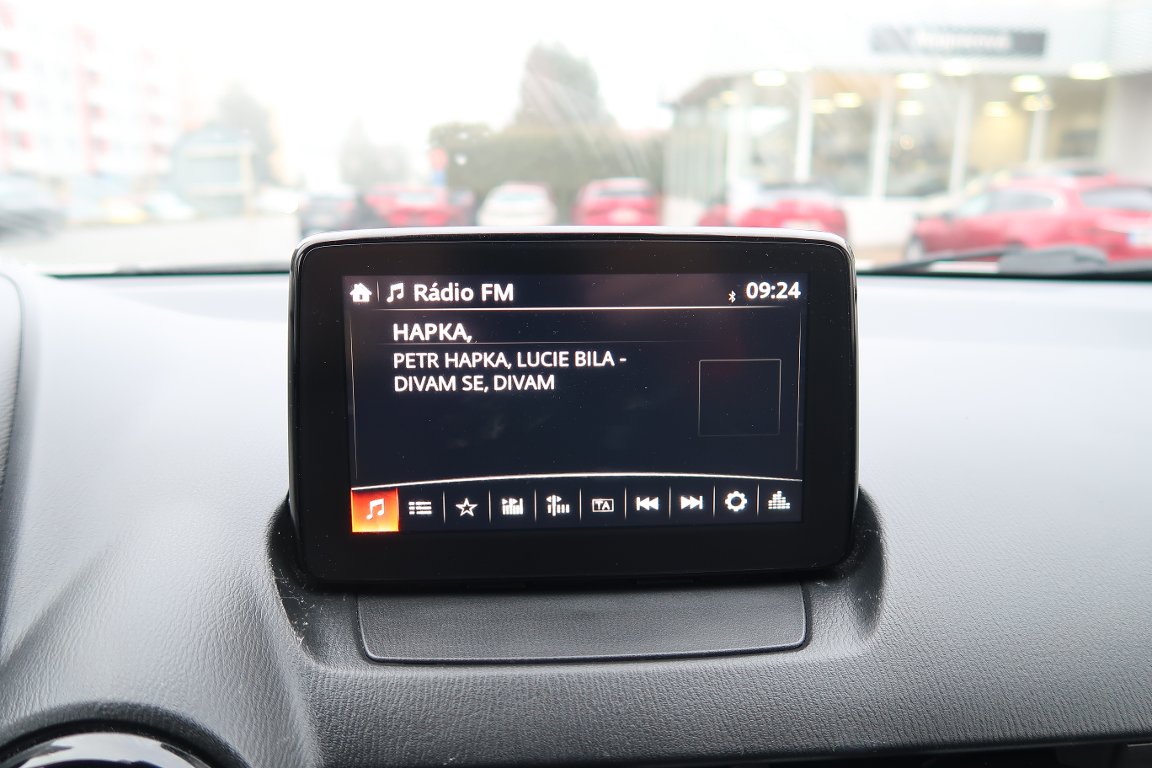 Rádio FM
09:24
HAPKA,
PETR HAPKA, LUCIE BILA -
DIVAM SE, DIVAM
TA